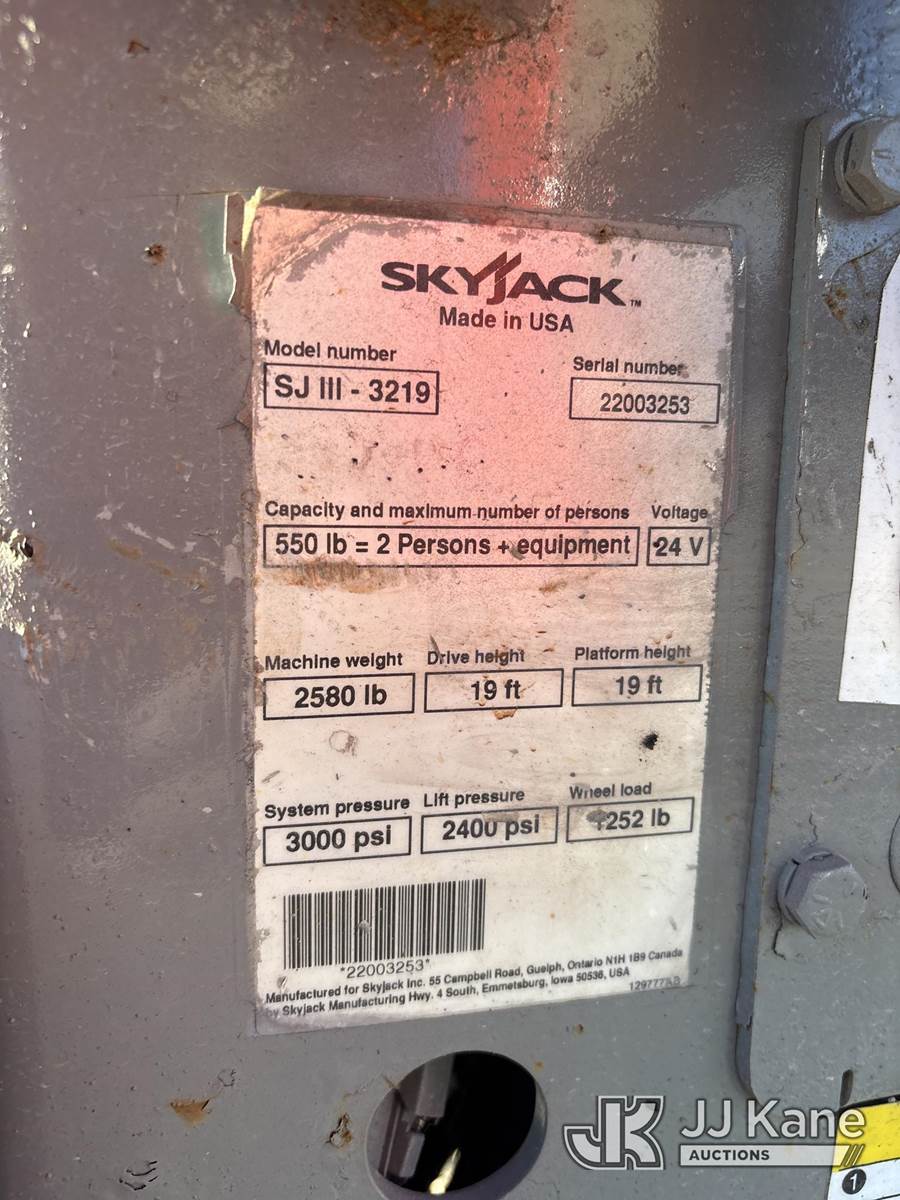 SKYJACK™
Made in USA
Model number
SJ III - 3219
Serial number
22003253
Capacity and maximum number of persons
550 lb = 2 Persons + equipment
Voltage
24 V
Machine weight
2580 lb
Drive height
19 ft
Platform height
19 ft
System pressure
3000 psi
Lift pressure
2400 psi
Wheel load
1252 lb
*22003253*
Manufactured for Skyjack Inc. 55 Campbell Road, Guelph, Ontario N1H 1B9 Canada
by Skyjack Manufacturing Hwy. 4 South, Emmetsburg, Iowa 50536, USA
JK JJ Kane
AUCTIONS
1